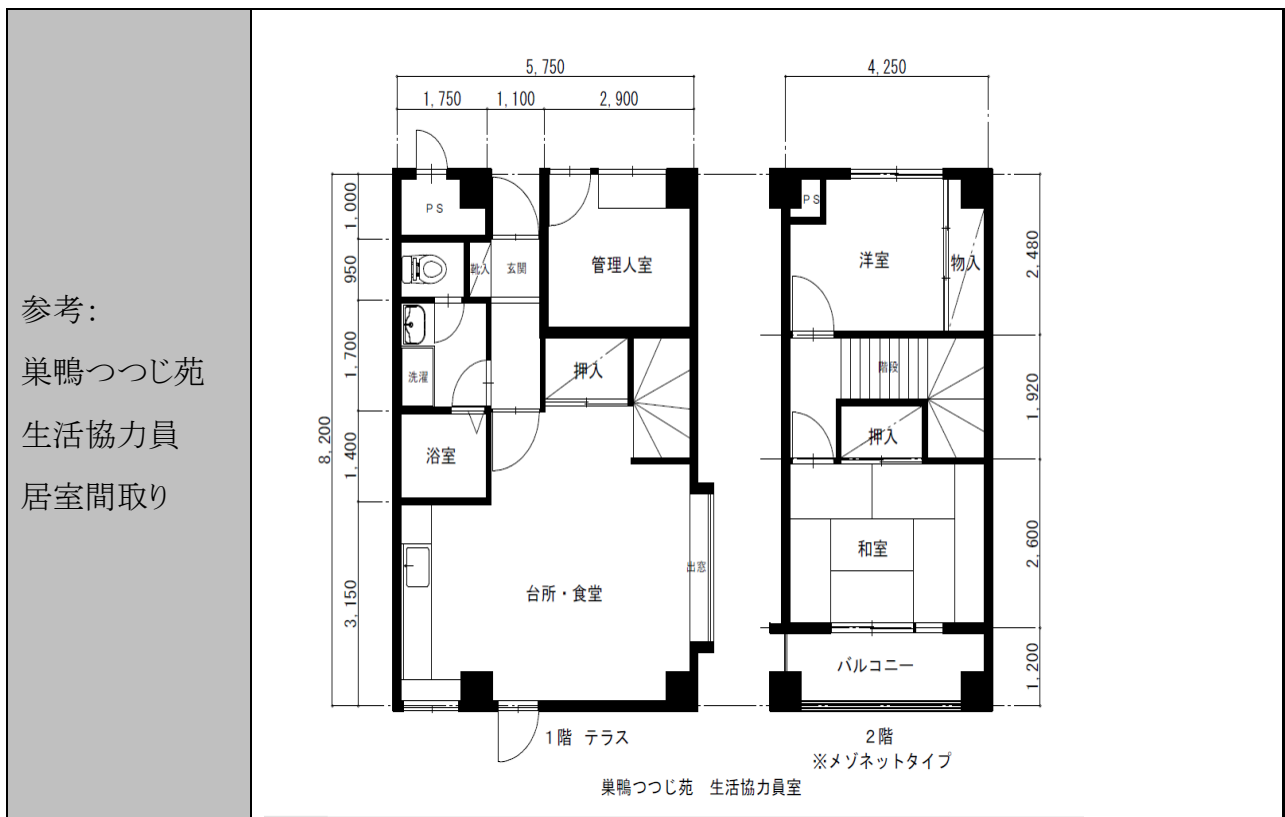 参考：
巣鴨つつじ苑
生活協力員
居室間取り
5,750
1,750
1,100
2,900
4,250
8,200
1,000
950
1,700
1,400
3,150
PS
靴入
玄関
管理人室
洗濯
押入
浴室
台所・食堂
出窓
1階 テラス
PS
洋室
物入
階段
押入
和室
バルコニー
2,480
1,920
2,600
1,200
2階
※メゾネットタイプ
巣鴨つつじ苑　生活協力員室